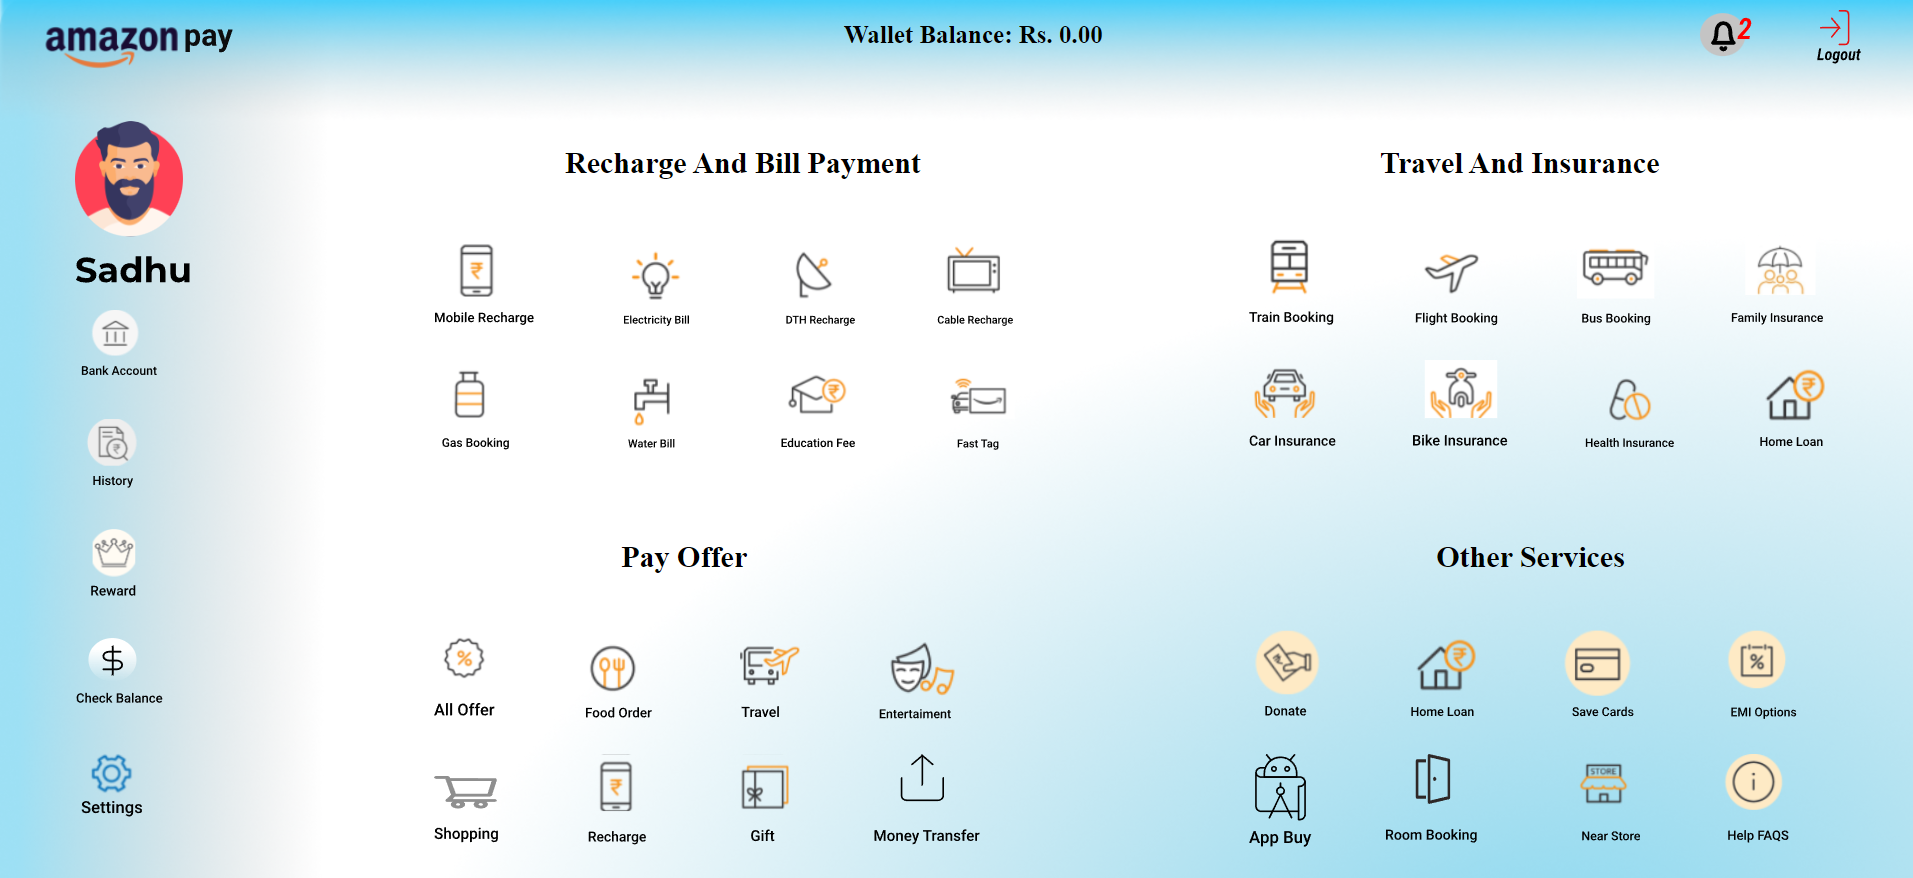 amazon pay
Wallet Balance: Rs. 0.00
2
Logout
Sadhu
Bank Account
History
Reward
Check Balance
Settings
Recharge And Bill Payment
Mobile Recharge
Electricity Bill
DTH Recharge
Cable Recharge
Gas Booking
Water Bill
Education Fee
Fast Tag
Travel And Insurance
Train Booking
Flight Booking
Bus Booking
Family Insurance
Car Insurance
Bike Insurance
Health Insurance
Home Loan
Pay Offer
All Offer
Food Order
Travel
Entertaiment
Shopping
Recharge
Gift
Money Transfer
Other Services
Donate
Home Loan
Save Cards
EMI Options
App Buy
Room Booking
STORE
Near Store
Help FAQS